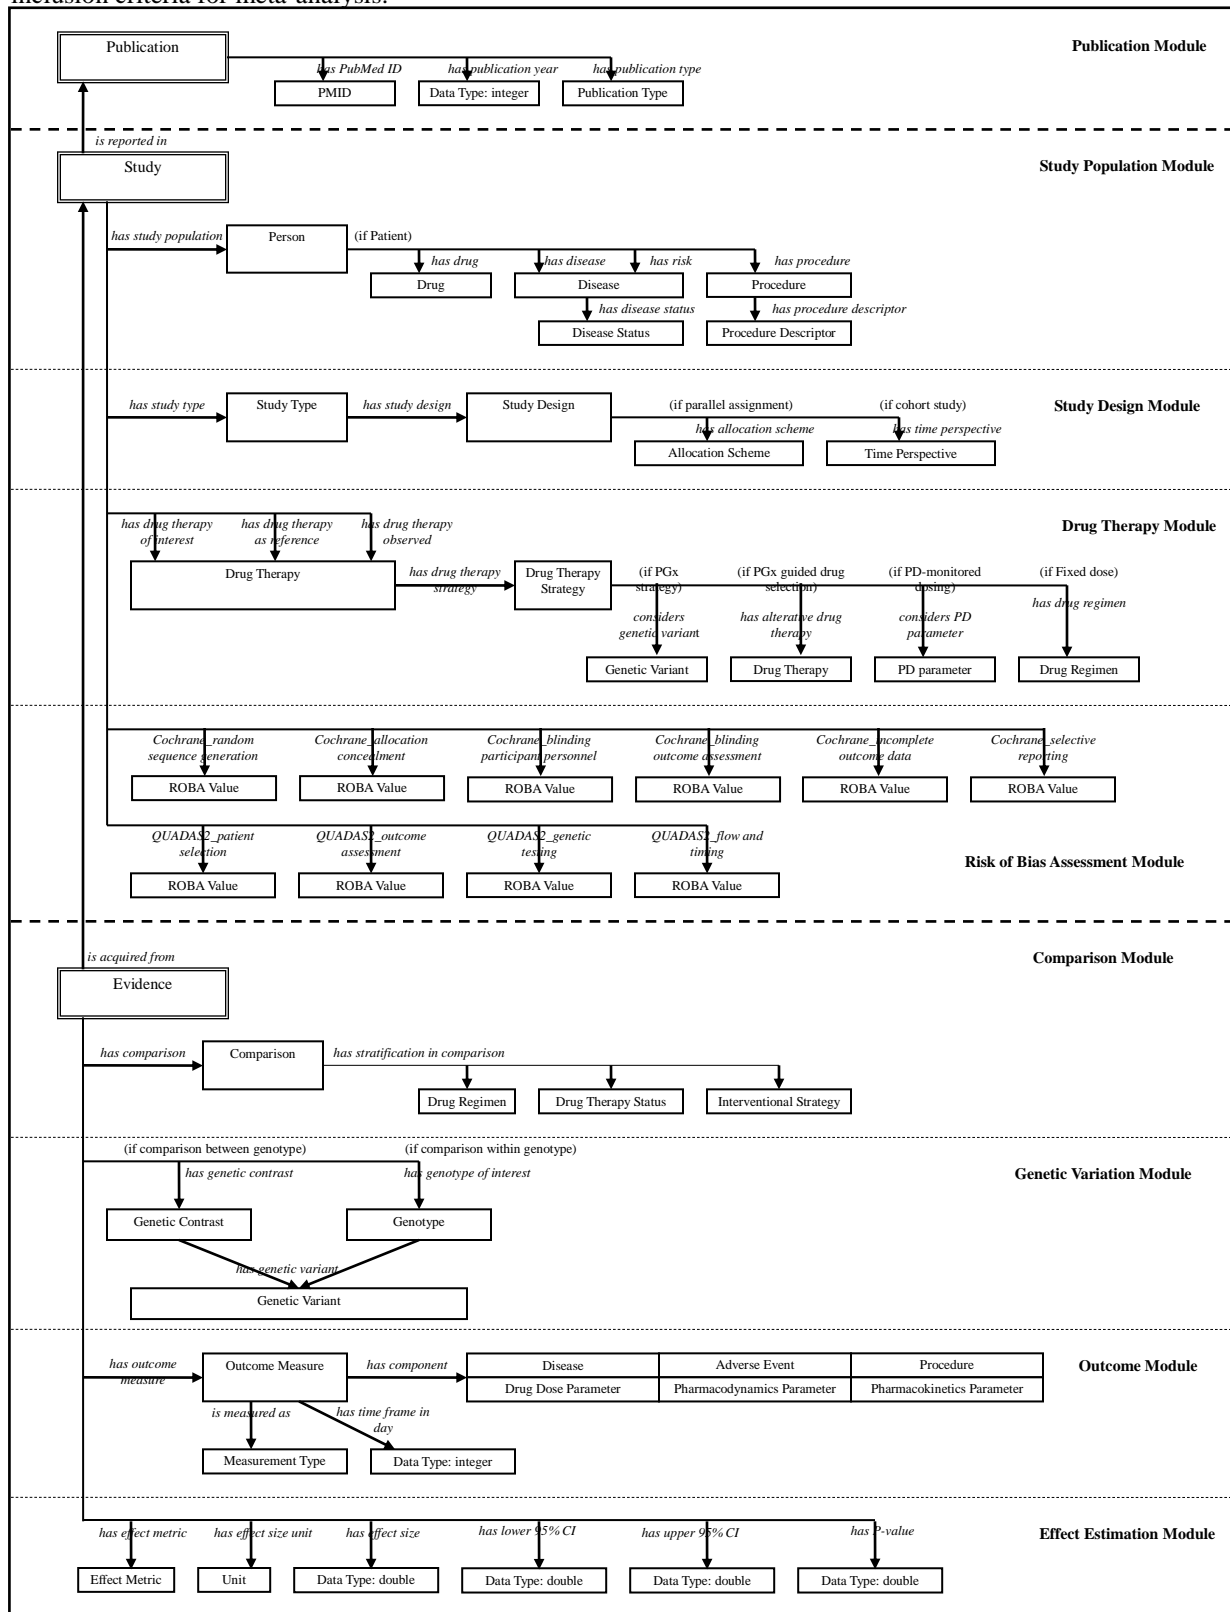 inclusion criteria for meta-analysis.
Publication
Publication Module
has PubMed ID
has publication year
has publication type
PMID
Data Type: integer
Publication Type
is reported in
Study
Study Population Module
has study population
Person
(if Patient)
has drug
has disease
has risk
has procedure
Drug
Disease
Procedure
has disease status
has procedure descriptor
Disease Status
Procedure Descriptor
has study type
Study Type
has study design
Study Design
(if parallel assignment)
(if cohort study)
Study Design Module
has allocation scheme
has time perspective
Allocation Scheme
Time Perspective
has drug therapy
of interest
has drug therapy
as reference
has drug therapy
observed
Drug Therapy Module
Drug Therapy
has drug therapy
strategy
Drug Therapy
Strategy
(if PGx
strategy)
(if PGx guided drug
selection)
(if PD-monitored
dosing)
(if Fixed dose)
considers
genetic variant
has alterative drug
therapy
considers PD
parameter
has drug regimen
Genetic Variant
Drug Therapy
PD parameter
Drug Regimen
Cochrane_random
sequence generation
Cochrane_allocation
concealment
Cochrane_blinding
participant personnel
Cochrane_blinding
outcome assessment
Cochrane_incomplete
outcome data
Cochrane_selective
reporting
ROBA Value
ROBA Value
ROBA Value
ROBA Value
ROBA Value
ROBA Value
QUADAS2_patient
selection
QUADAS2_outcome
assessment
QUADAS2_genetic
testing
QUADAS2_flow and
timing
Risk of Bias Assessment Module
ROBA Value
ROBA Value
ROBA Value
ROBA Value
is acquired from
Comparison Module
Evidence
has comparison
Comparison
has stratification in comparison
Drug Regimen
Drug Therapy Status
Interventional Strategy
(if comparison between genotype)
(if comparison within genotype)
has genetic contrast
has genotype of interest
Genetic Variation Module
Genetic Contrast
Genotype
has genetic variant
Genetic Variant
has outcome
measure
Outcome Measure
has component
Disease
Adverse Event
Procedure
Outcome Module
Drug Dose Parameter
Pharmacodynamics Parameter
Pharmacokinetics Parameter
is measured as
has time frame in
day
Measurement Type
Data Type: integer
has effect metric
has effect size unit
has effect size
has lower 95% CI
has upper 95% CI
has P-value
Effect Estimation Module
Effect Metric
Unit
Data Type: double
Data Type: double
Data Type: double
Data Type: double